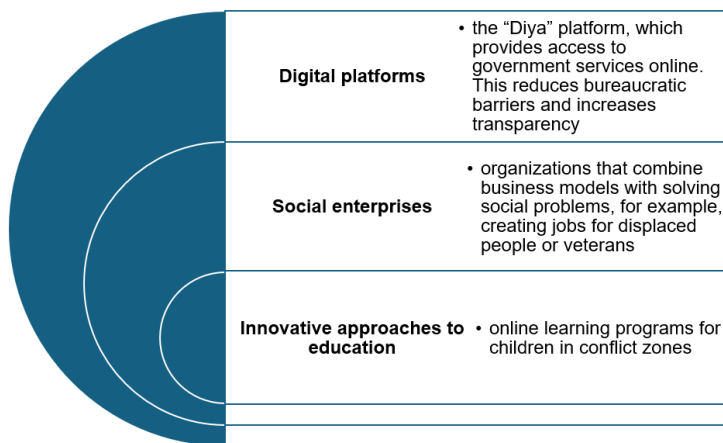 Digital platforms
• the “Diya” platform, which
provides access to
government services online.
This reduces bureaucratic
barriers and increases
transparency
Social enterprises
• organizations that combine
business models with solving
social problems, for example,
creating jobs for displaced
people or veterans
Innovative approaches to
education
• online learning programs for
children in conflict zones